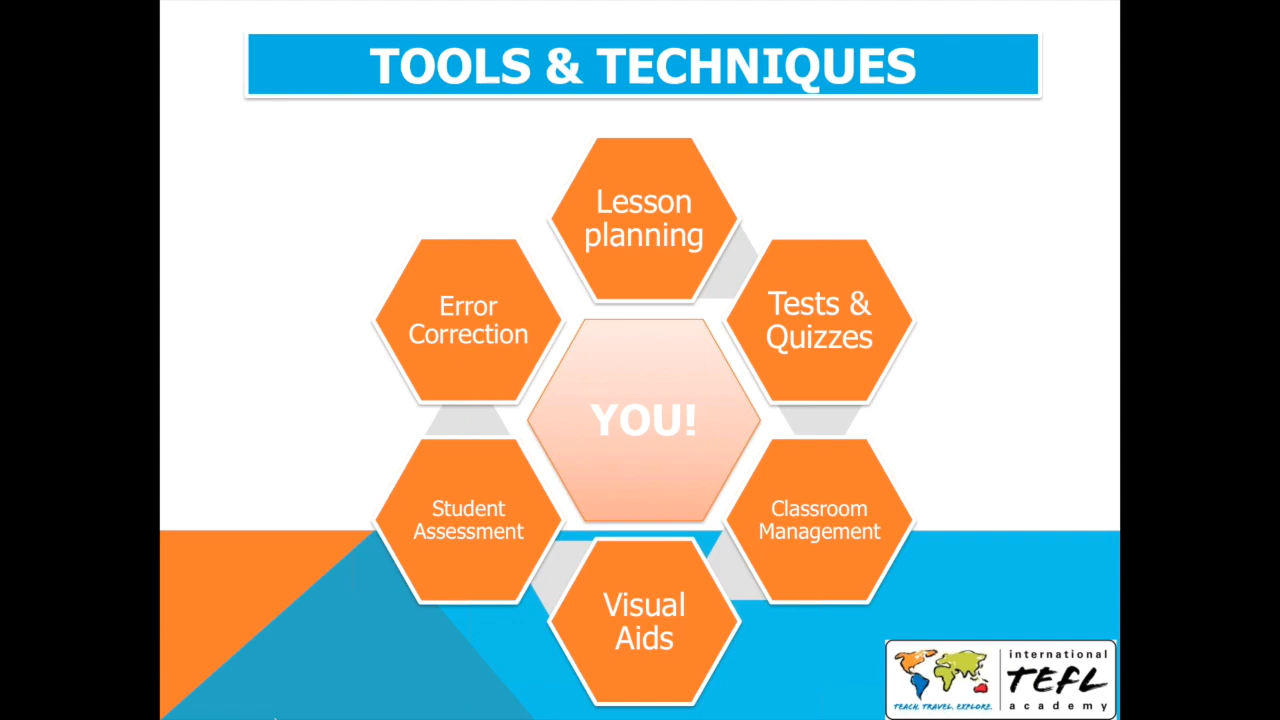 TOOLS & TECHNIQUES
Lesson
planning
Tests &
Quizzes
Classroom
Management
Visual
Aids
Student
Assessment
Error
Correction
YOU!
international
TEFL
academy
TEACH. TRAVEL. EXPLORE.